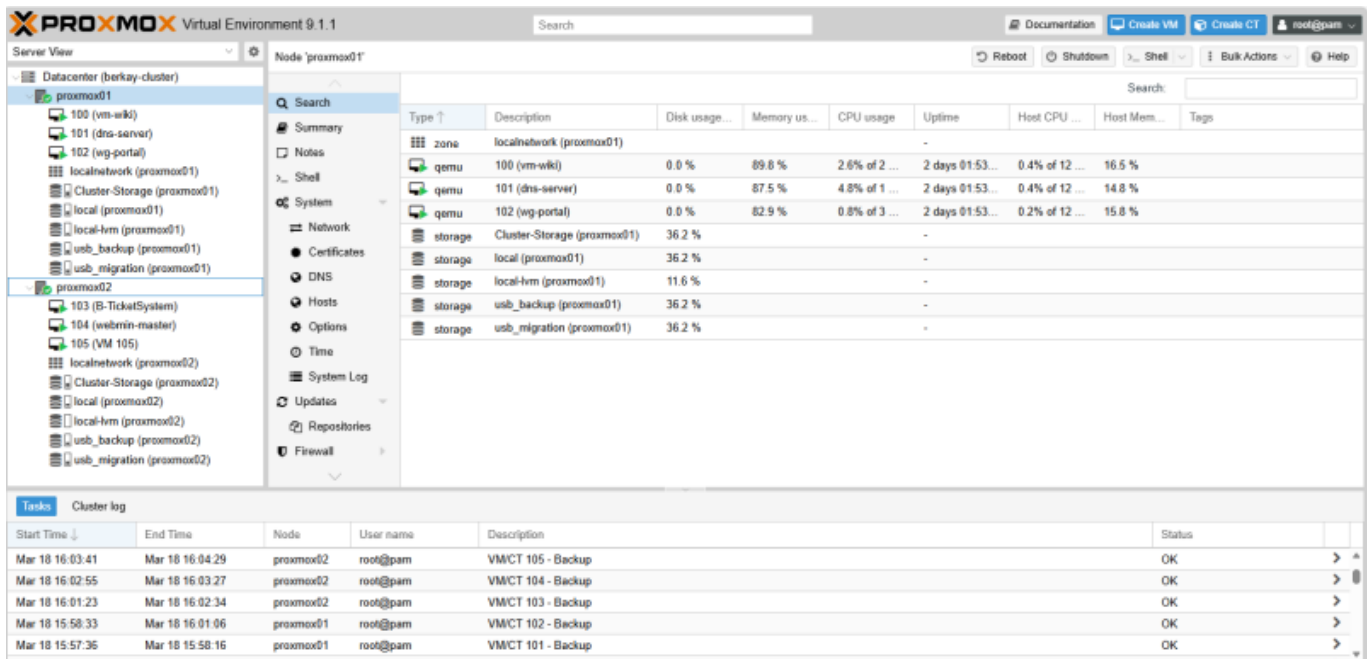 PROXMOX Virtual Environment 9.1.1 Search Documentation Create VM Create CT root@pam
Server View Node 'proxmox01' Reboot Shutdown Shell Bulk Actions Help
Datacenter (berkay-cluster)
proxmox01
100 (vm-wiki)
101 (dns-server)
102 (wg-portal)
localnetwork (proxmox01)
Cluster-Storage (proxmox01)
local (proxmox01)
local-lvm (proxmox01)
usb_backup (proxmox01)
usb_migration (proxmox01)
proxmox02
103 (B-TicketSystem)
104 (webmin-master)
105 (VM 105)
localnetwork (proxmox02)
Cluster-Storage (proxmox02)
local (proxmox02)
local-lvm (proxmox02)
usb_backup (proxmox02)
usb_migration (proxmox02)
Search
Summary
Notes
Shell
System
Network
Certificates
DNS
Hosts
Options
Time
System Log
Updates
Repositories
Firewall
Search:
Type Description Disk usage... Memory us... CPU usage Uptime Host CPU ... Host Mem... Tags
zone localnetwork (proxmox01) -
qemu 100 (vm-wiki) 0.0 % 89.8 % 2.6% of 2 ... 2 days 01:53... 0.4% of 12 ... 16.5 %
qemu 101 (dns-server) 0.0 % 87.5 % 4.8% of 1 ... 2 days 01:53... 0.4% of 12 ... 14.8 %
qemu 102 (wg-portal) 0.0 % 82.9 % 0.8% of 3 ... 2 days 01:53... 0.2% of 12 ... 15.8 %
storage Cluster-Storage (proxmox01) 36.2 % -
storage local (proxmox01) 36.2 % -
storage local-lvm (proxmox01) 11.6 % -
storage usb_backup (proxmox01) 36.2 % -
storage usb_migration (proxmox01) 36.2 % -
Tasks Cluster log
Start Time End Time Node User name Description Status
Mar 18 16:03:41 Mar 18 16:04:29 proxmox02 root@pam VM/CT 105 - Backup OK
Mar 18 16:02:55 Mar 18 16:03:27 proxmox02 root@pam VM/CT 104 - Backup OK
Mar 18 16:01:23 Mar 18 16:02:34 proxmox02 root@pam VM/CT 103 - Backup OK
Mar 18 15:58:33 Mar 18 16:01:06 proxmox01 root@pam VM/CT 102 - Backup OK
Mar 18 15:57:36 Mar 18 15:58:16 proxmox01 root@pam VM/CT 101 - Backup OK